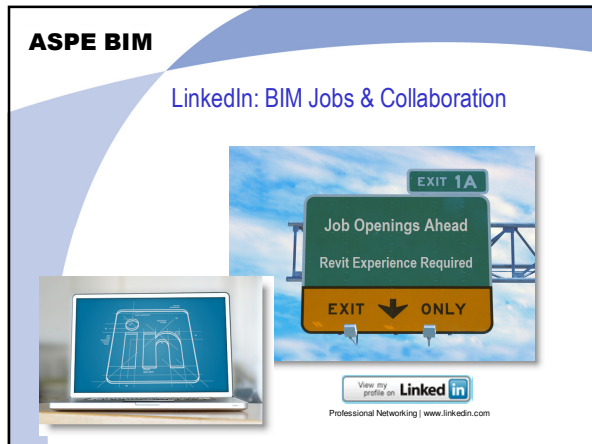 ASPE BIM
LinkedIn: BIM Jobs & Collaboration
EXIT 1A
Job Openings Ahead
Revit Experience Required
EXIT ONLY
in
View my
profile on Linked in
Professional Networking | www.linkedin.com